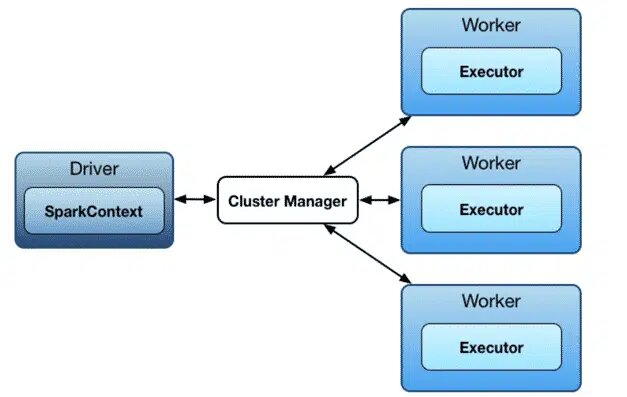 Worker
Executor
Driver
SparkContext
Cluster Manager
Worker
Executor
Worker
Executor